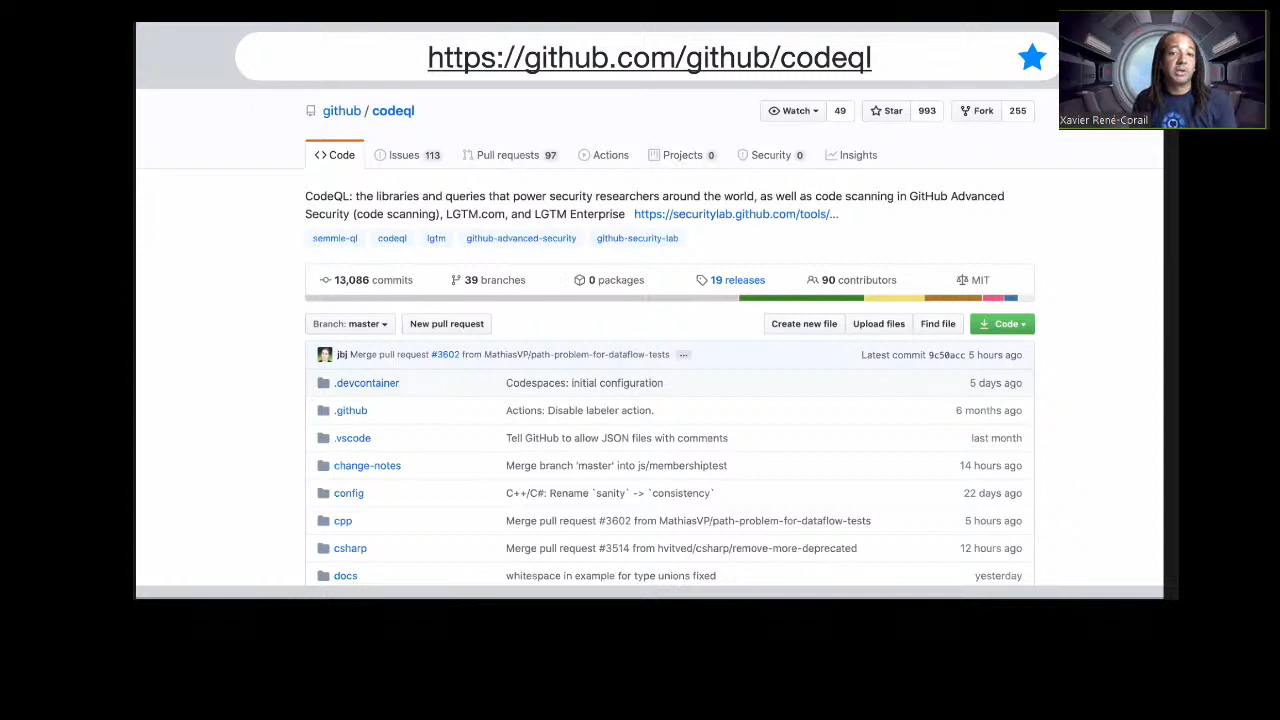 https://github.com/github/codeql
Xavier René-Corail
github / codeql
Watch 49 Star 993 Fork 255
Code Issues 113 Pull requests 97 Actions Projects 0 Security 0 Insights
CodeQL: the libraries and queries that power security researchers around the world, as well as code scanning in GitHub Advanced
Security (code scanning), LGTM.com, and LGTM Enterprise https://securitylab.github.com/tools/...
semmle-ql codeql lgtm github-advanced-security github-security-lab
13,086 commits 39 branches 0 packages 19 releases 90 contributors MIT
Branch: master New pull request Create new file Upload files Find file Code
jbj Merge pull request #3602 from MathiasVP/path-problem-for-dataflow-tests ... Latest commit 9c50acc 5 hours ago
.devcontainer Codespaces: initial configuration 5 days ago
.github Actions: Disable labeler action. 6 months ago
.vscode Tell GitHub to allow JSON files with comments last month
change-notes Merge branch 'master' into js/membershiptest 14 hours ago
config C++/C#: Rename `sanity` -> `consistency` 22 days ago
cpp Merge pull request #3602 from MathiasVP/path-problem-for-dataflow-tests 5 hours ago
csharp Merge pull request #3514 from hvitved/csharp/remove-more-deprecated 12 hours ago
docs whitespace in example for type unions fixed yesterday